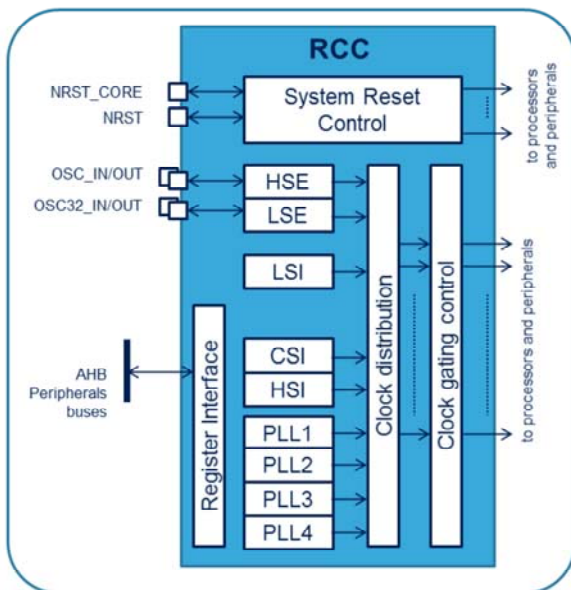 RCC
NRST_CORE
NRST
System Reset
Control
to processors
and peripherals
OSC_IN/OUT
OSC32_IN/OUT
HSE
LSE
LSI
CSI
HSI
PLL1
PLL2
PLL3
PLL4
AHB
Peripherals
buses
Register Interface
Clock distribution
Clock gating control
to processors and peripherals